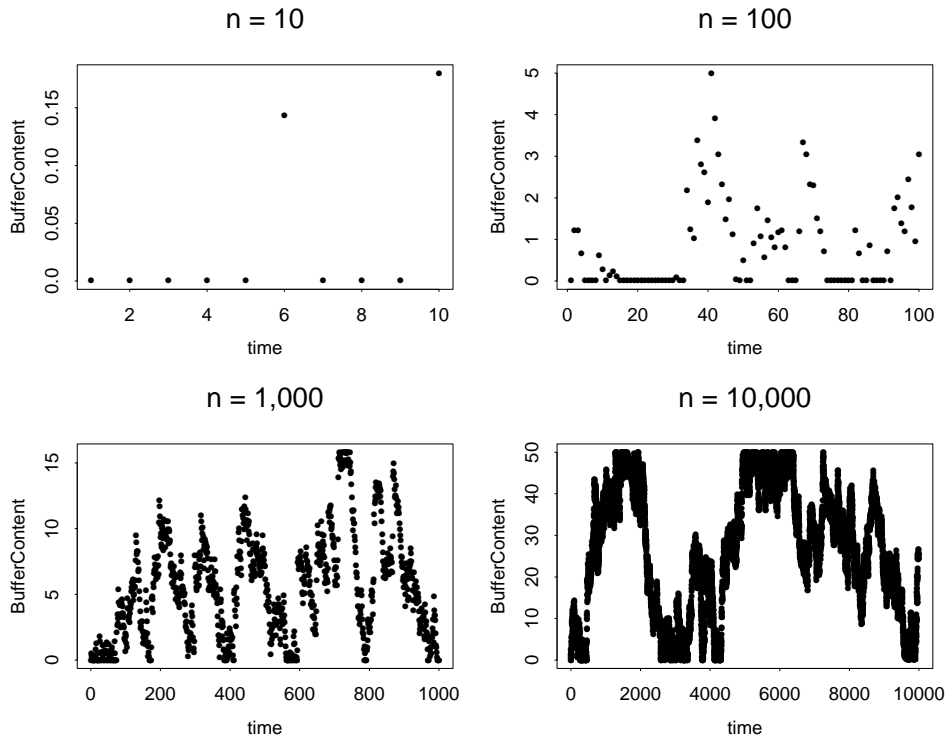 n = 10
BufferContent
0.15
0.10
0.05
0.0
2 4 6 8 10
time
n = 100
BufferContent
5
4
3
2
1
0
0 20 40 60 80 100
time
n = 1,000
BufferContent
15
10
5
0
0 200 400 600 800 1000
time
n = 10,000
BufferContent
50
40
30
20
10
0
0 2000 4000 6000 8000 10000
time